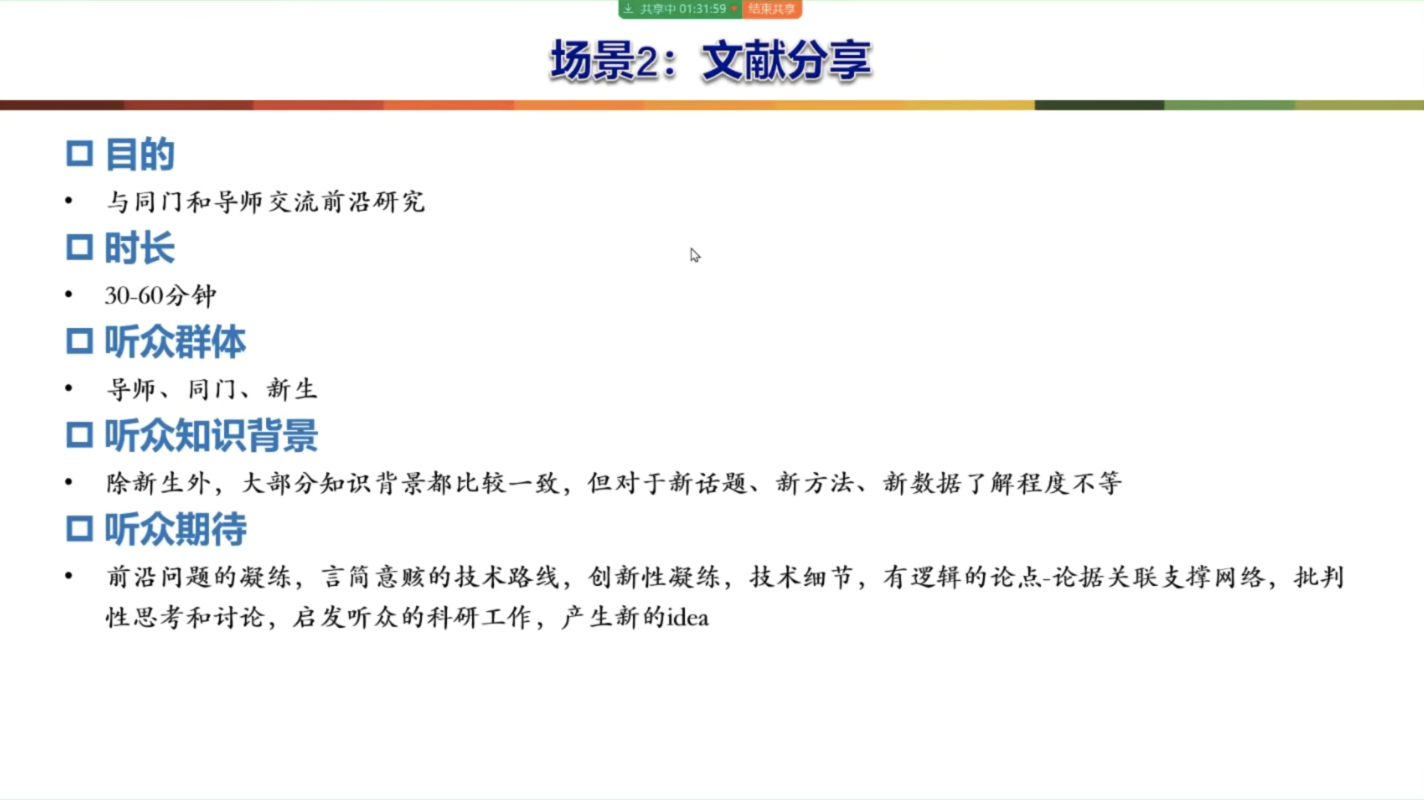 共享中 01:31:59 结束共享
场景2：文献分享
目的
• 与同门和导师交流前沿研究
时长
• 30-60分钟
听众群体
• 导师、同门、新生
听众知识背景
• 除新生外，大部分知识背景都比较一致，但对于新话题、新方法、新数据了解程度不等
听众期待
• 前沿问题的凝练，言简意赅的技术路线，创新性凝练，技术细节，有逻辑的论点-论据关联支撑网络，批判
性思考和讨论，启发听众的科研工作，产生新的idea